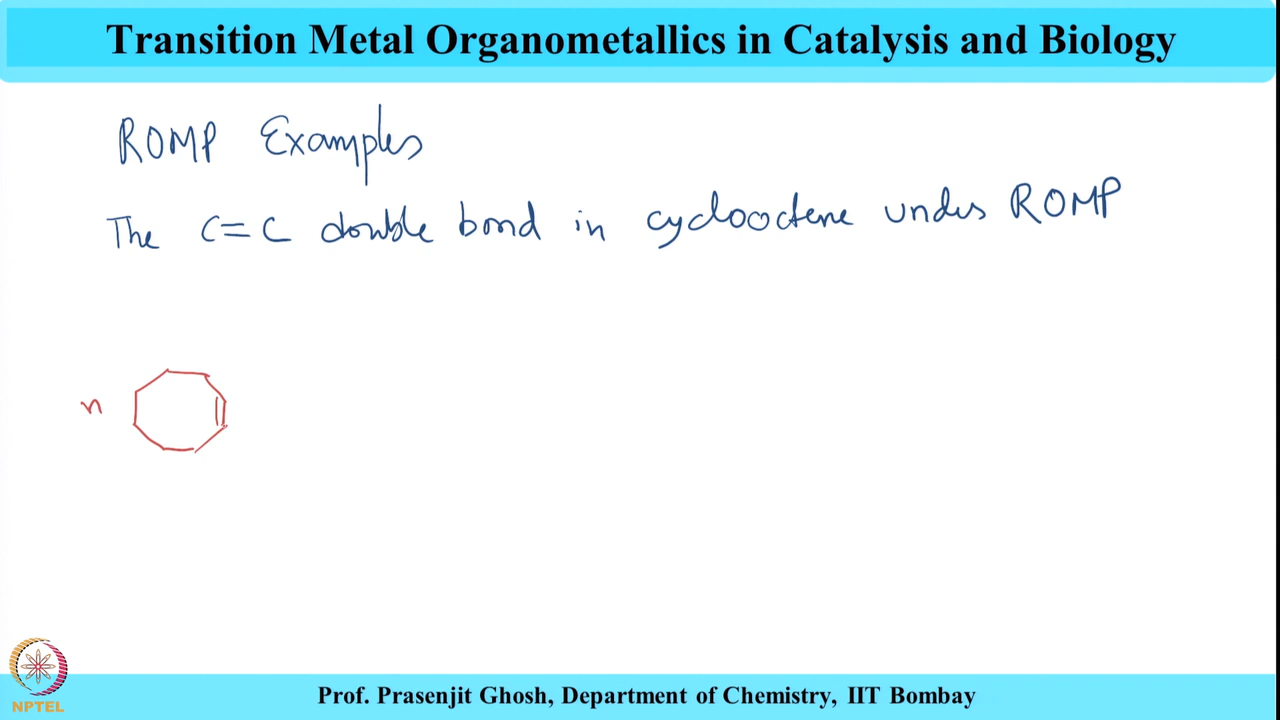 Transition Metal Organometallics in Catalysis and Biology
ROMP Examples
The C=C double bond in cyclooctene under ROMP
n
NPTEL
Prof. Prasenjit Ghosh, Department of Chemistry, IIT Bombay